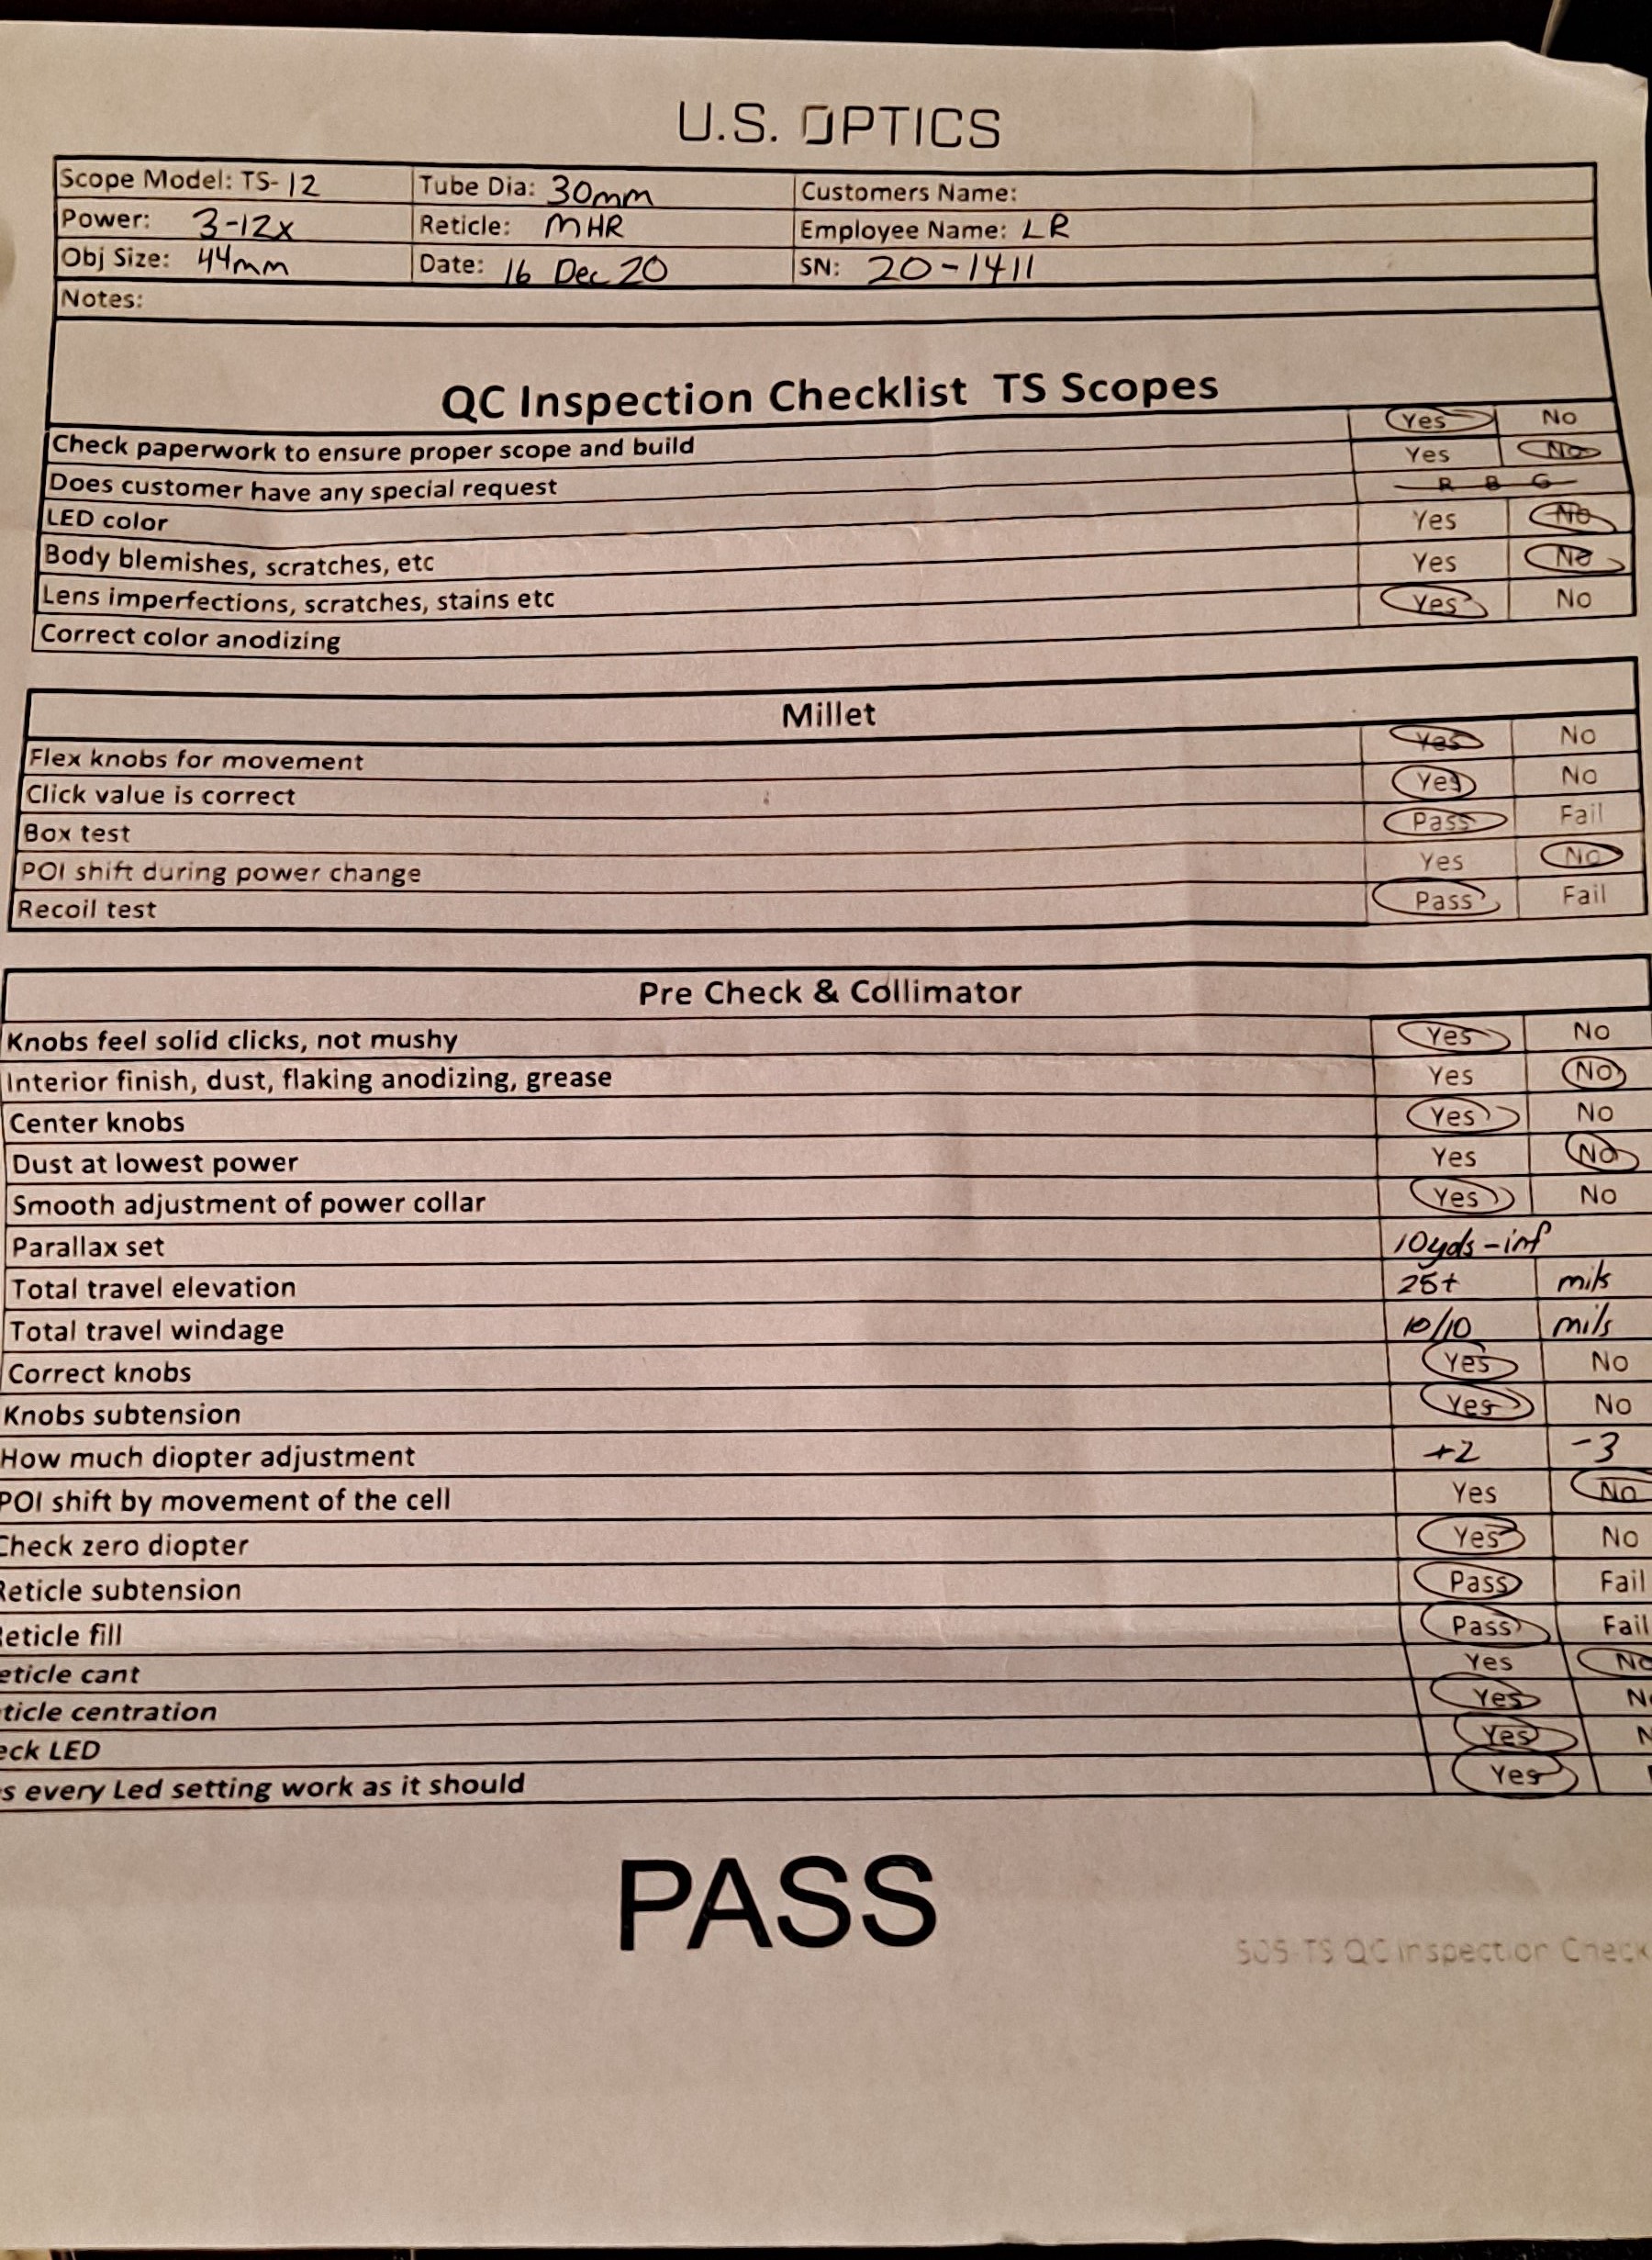 U.S. OPTICS
Scope Model: TS-12 Tube Dia: 30mm Customers Name:
Power: 3-12x Reticle: MHR Employee Name: LR
Obj Size: 44mm Date: 16 Dec 20 SN: 20-1411
Notes:
QC Inspection Checklist TS Scopes
Check paperwork to ensure proper scope and build Yes No
Does customer have any special request Yes No
LED color R B G
Body blemishes, scratches, etc Yes No
Lens imperfections, scratches, stains etc Yes No
Correct color anodizing Yes No
Millet
Flex knobs for movement Yes No
Click value is correct Yes No
Box test Pass Fail
POI shift during power change Yes No
Recoil test Pass Fail
Pre Check & Collimator
Knobs feel solid clicks, not mushy Yes No
Interior finish, dust, flaking anodizing, grease Yes No
Center knobs Yes No
Dust at lowest power Yes No
Smooth adjustment of power collar Yes No
Parallax set 10yds-inf
Total travel elevation 25+ mils
Total travel windage 10/10 mils
Correct knobs Yes No
Knobs subtension Yes No
How much diopter adjustment +2 -3
POI shift by movement of the cell Yes No
Check zero diopter Yes No
Reticle subtension Pass Fail
eticle fill Pass Fail
eticle cant Yes No
ticle centration Yes N
eck LED Yes N
s every Led setting work as it should Yes
PASS
SOS-TS QC Inspection Check